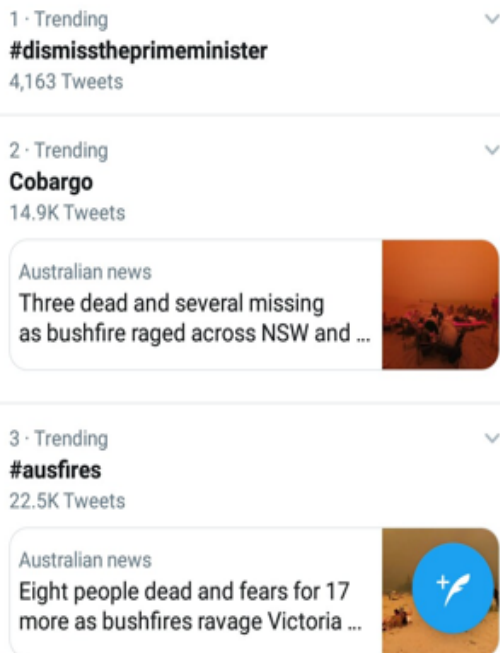 1 · Trending
#dismisstheprimeminister
4,163 Tweets
2 · Trending
Cobargo
14.9K Tweets
Australian news
Three dead and several missing
as bushfire raged across NSW and ...
3 · Trending
#ausfires
22.5K Tweets
Australian news
Eight people dead and fears for 17
more as bushfires ravage Victoria ...